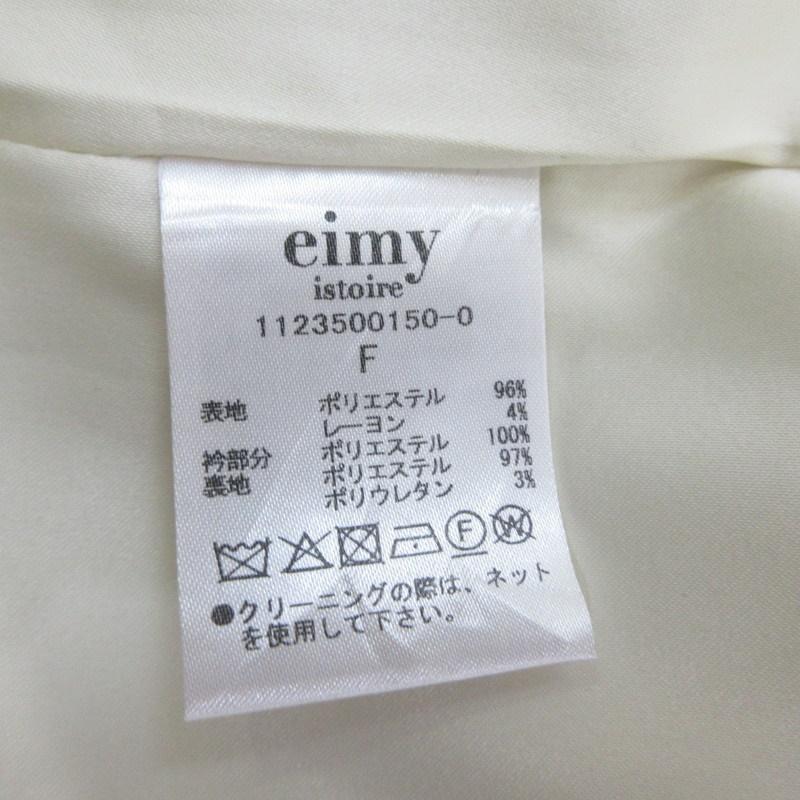 eimy
istoire
1123500150-0
F
表地 ポリエステル 96%
レーヨン 4%
衿部分 ポリエステル 100%
裏地 ポリエステル 97%
ポリウレタン 3%
F W
●クリーニングの際は、ネット
を使用して下さい。